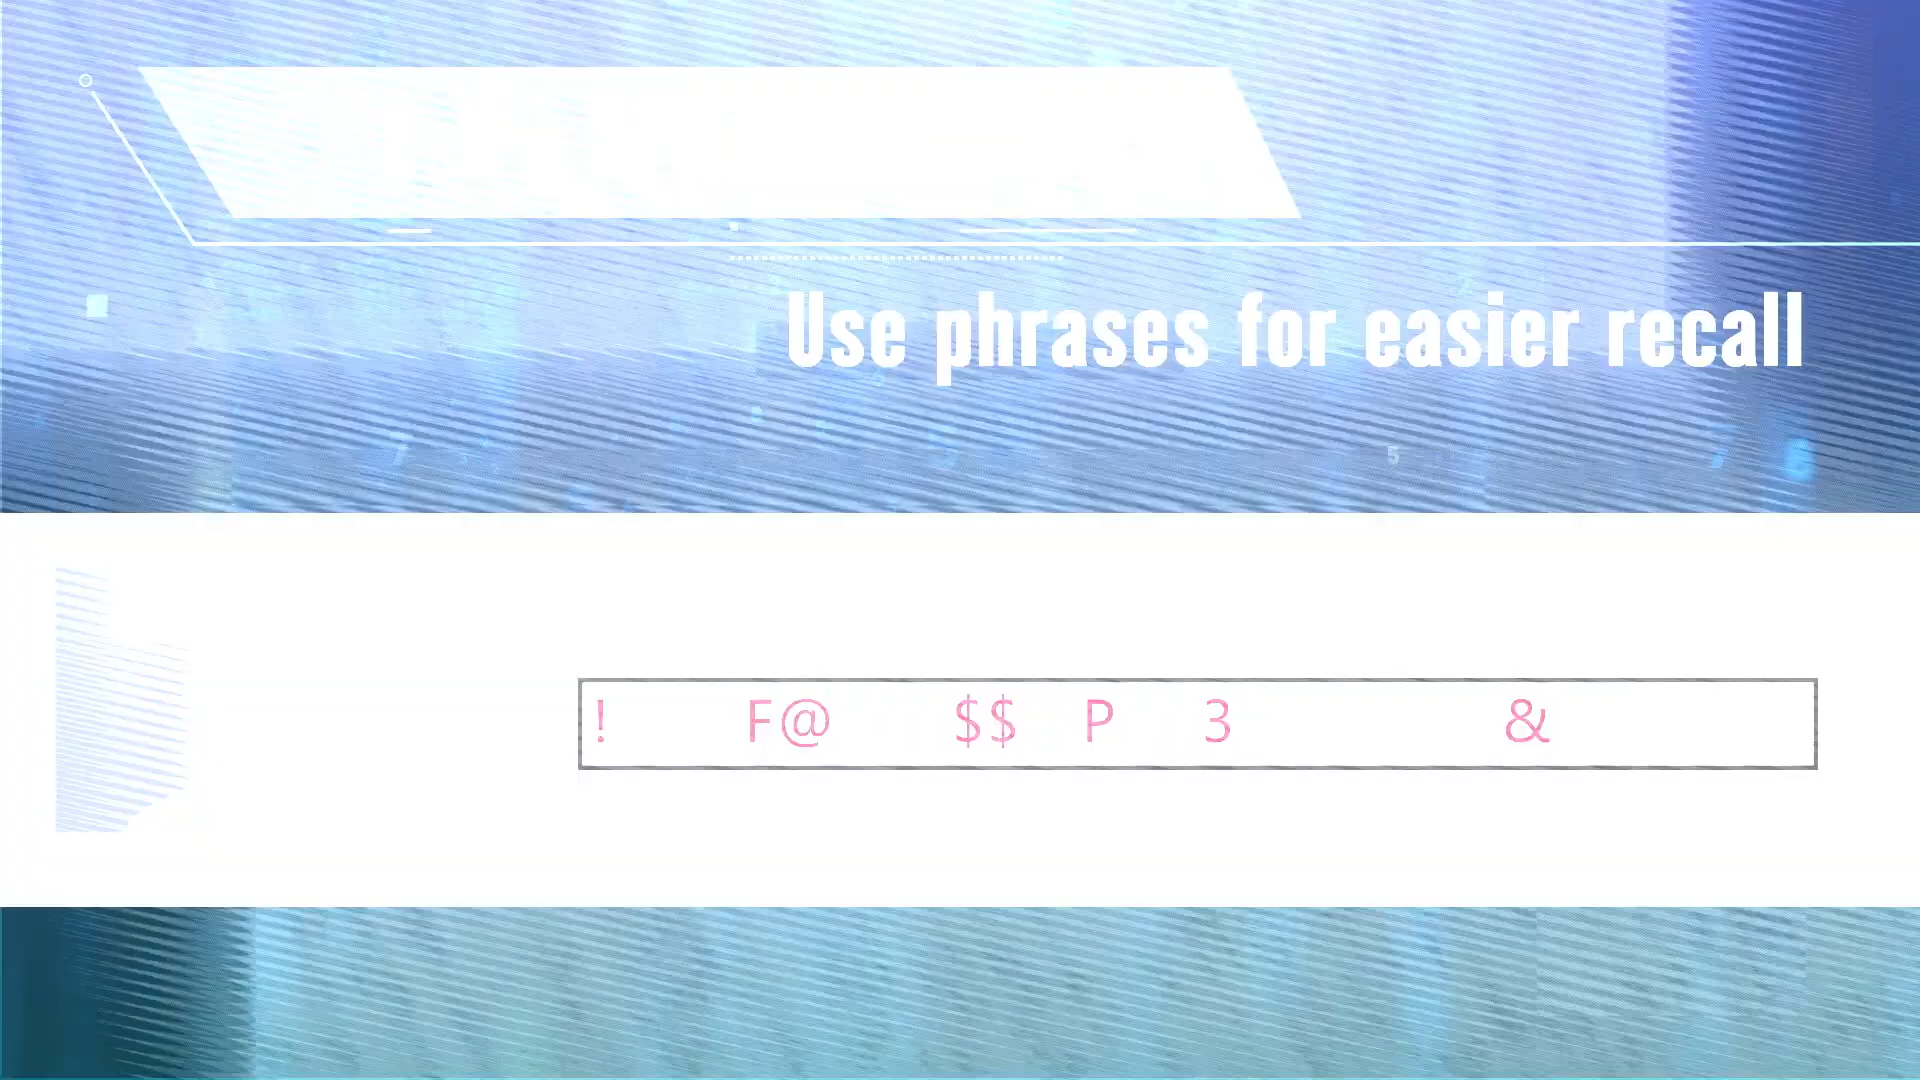 Use phrases for easier recall
! F@ $$ P 3 &